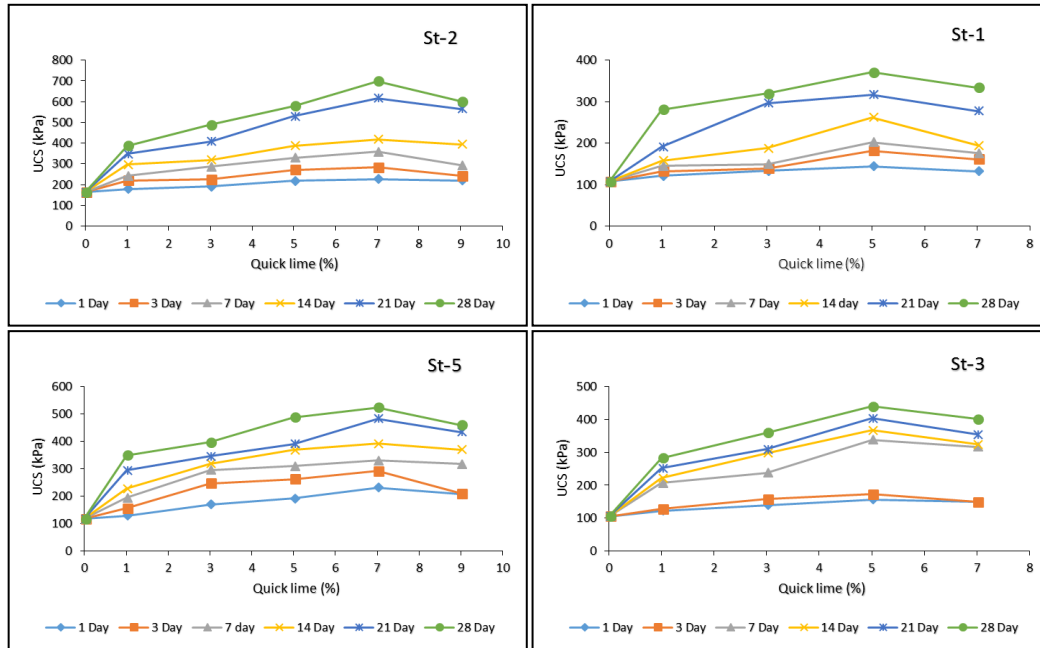 St-2
UCS (kPa)
800
700
600
500
400
300
200
100
0
0 1 2 3 4 5 6 7 8 9 10
Quick lime (%)
1 Day 3 Day 7 Day 14 Day 21 Day 28 Day
St-1
UCS (kPa)
400
300
200
100
0
0 1 2 3 4 5 6 7 8
Quick lime (%)
1 Day 3 Day 7 Day 14 day 21 Day 28 Day
St-5
UCS (kPa)
600
500
400
300
200
100
0
0 1 2 3 4 5 6 7 8 9 10
Quick lime (%)
1 Day 3 Day 7 day 14 Day 21 Day 28 Day
St-3
UCS (kPa)
500
400
300
200
100
0
0 1 2 3 4 5 6 7 8
Quick lime (%)
1 Day 3 Day 7 Day 14 Day 21 Day 28 Day